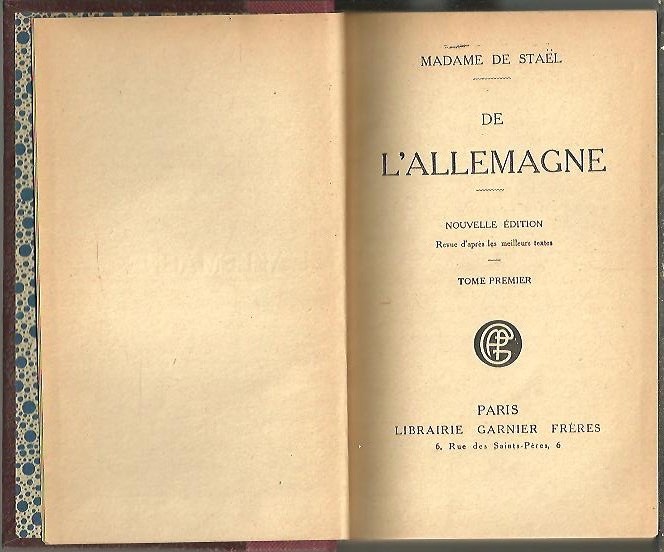 MADAME DE STAËL
DE
L'ALLEMAGNE
NOUVELLE ÉDITION
Revue d'après les meilleurs textes
TOME PREMIER
PARIS
LIBRAIRIE GARNIER FRÈRES
6, Rue des Saints-Pères, 6